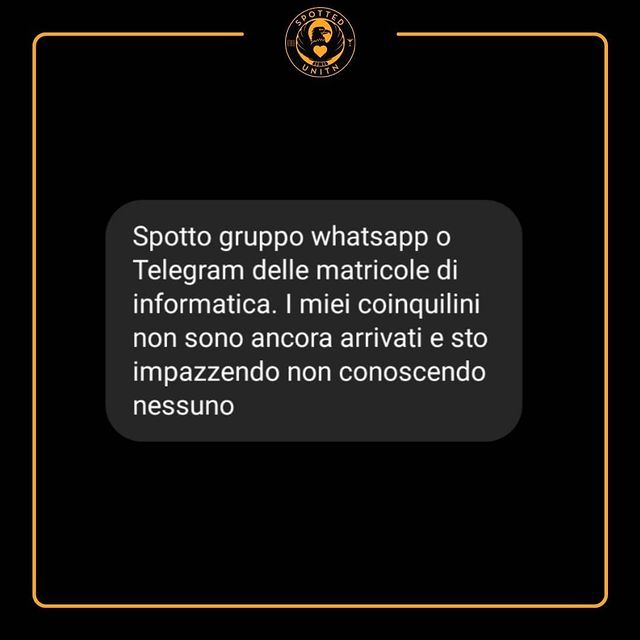 SPOTTED
UNITN
Spotto gruppo whatsapp o
Telegram delle matricole di
informatica. I miei coinquilini
non sono ancora arrivati e sto
impazzendo non conoscendo
nessuno